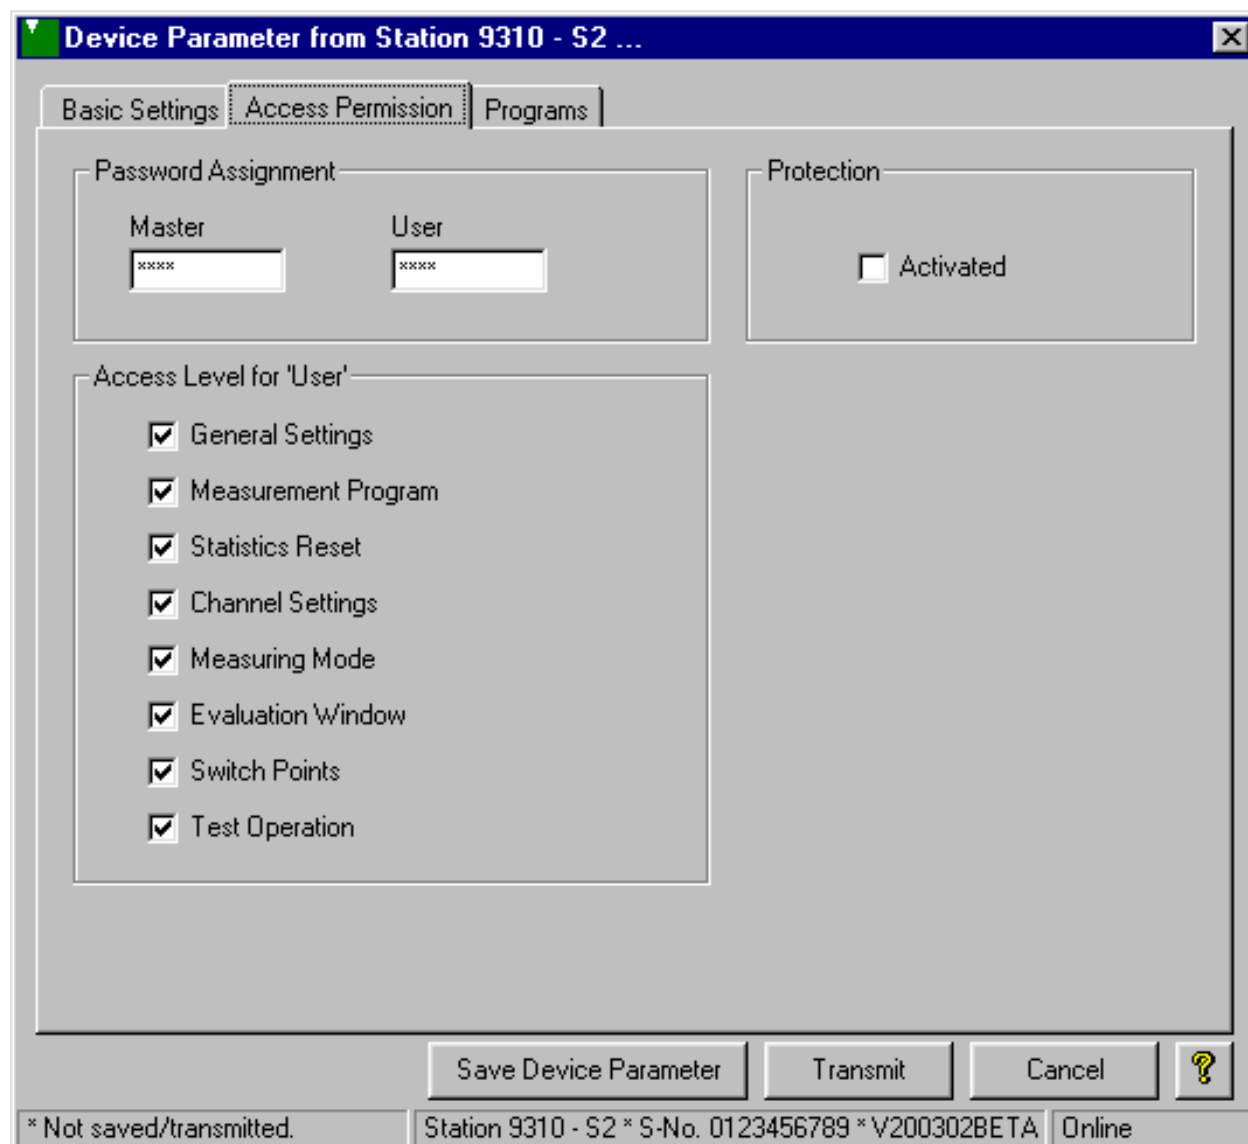 Device Parameter from Station 9310 - S2 ...
Basic Settings Access Permission Programs
Password Assignment
Master User
**** ****
Protection
Activated
Access Level for 'User'
General Settings
Measurement Program
Statistics Reset
Channel Settings
Measuring Mode
Evaluation Window
Switch Points
Test Operation
Save Device Parameter Transmit Cancel ?
* Not saved/transmitted. Station 9310 - S2 * S-No. 0123456789 * V200302BETA Online